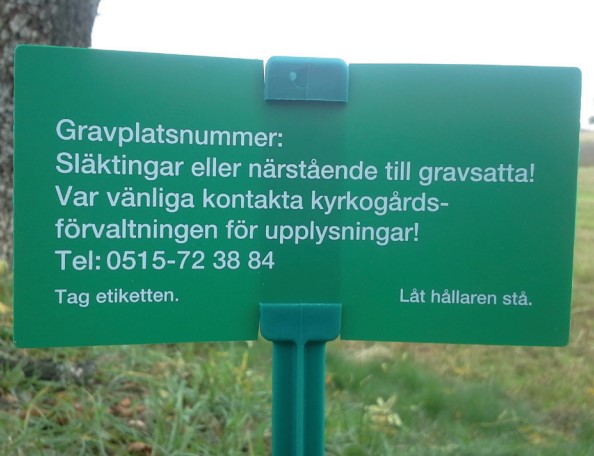 Gravplatsnummer:
Släktingar eller närstående till gravsatta!
Var vänliga kontakta kyrkogårds-
förvaltningen för upplysningar!
Tel: 0515-72 38 84
Tag etiketten. Låt hållaren stå.